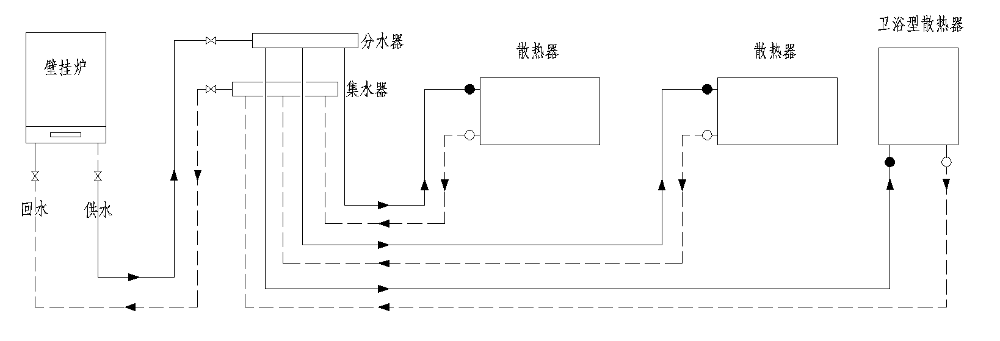 卫浴型散热器
分水器
散热器
散热器
壁挂炉
集水器
回水
供水